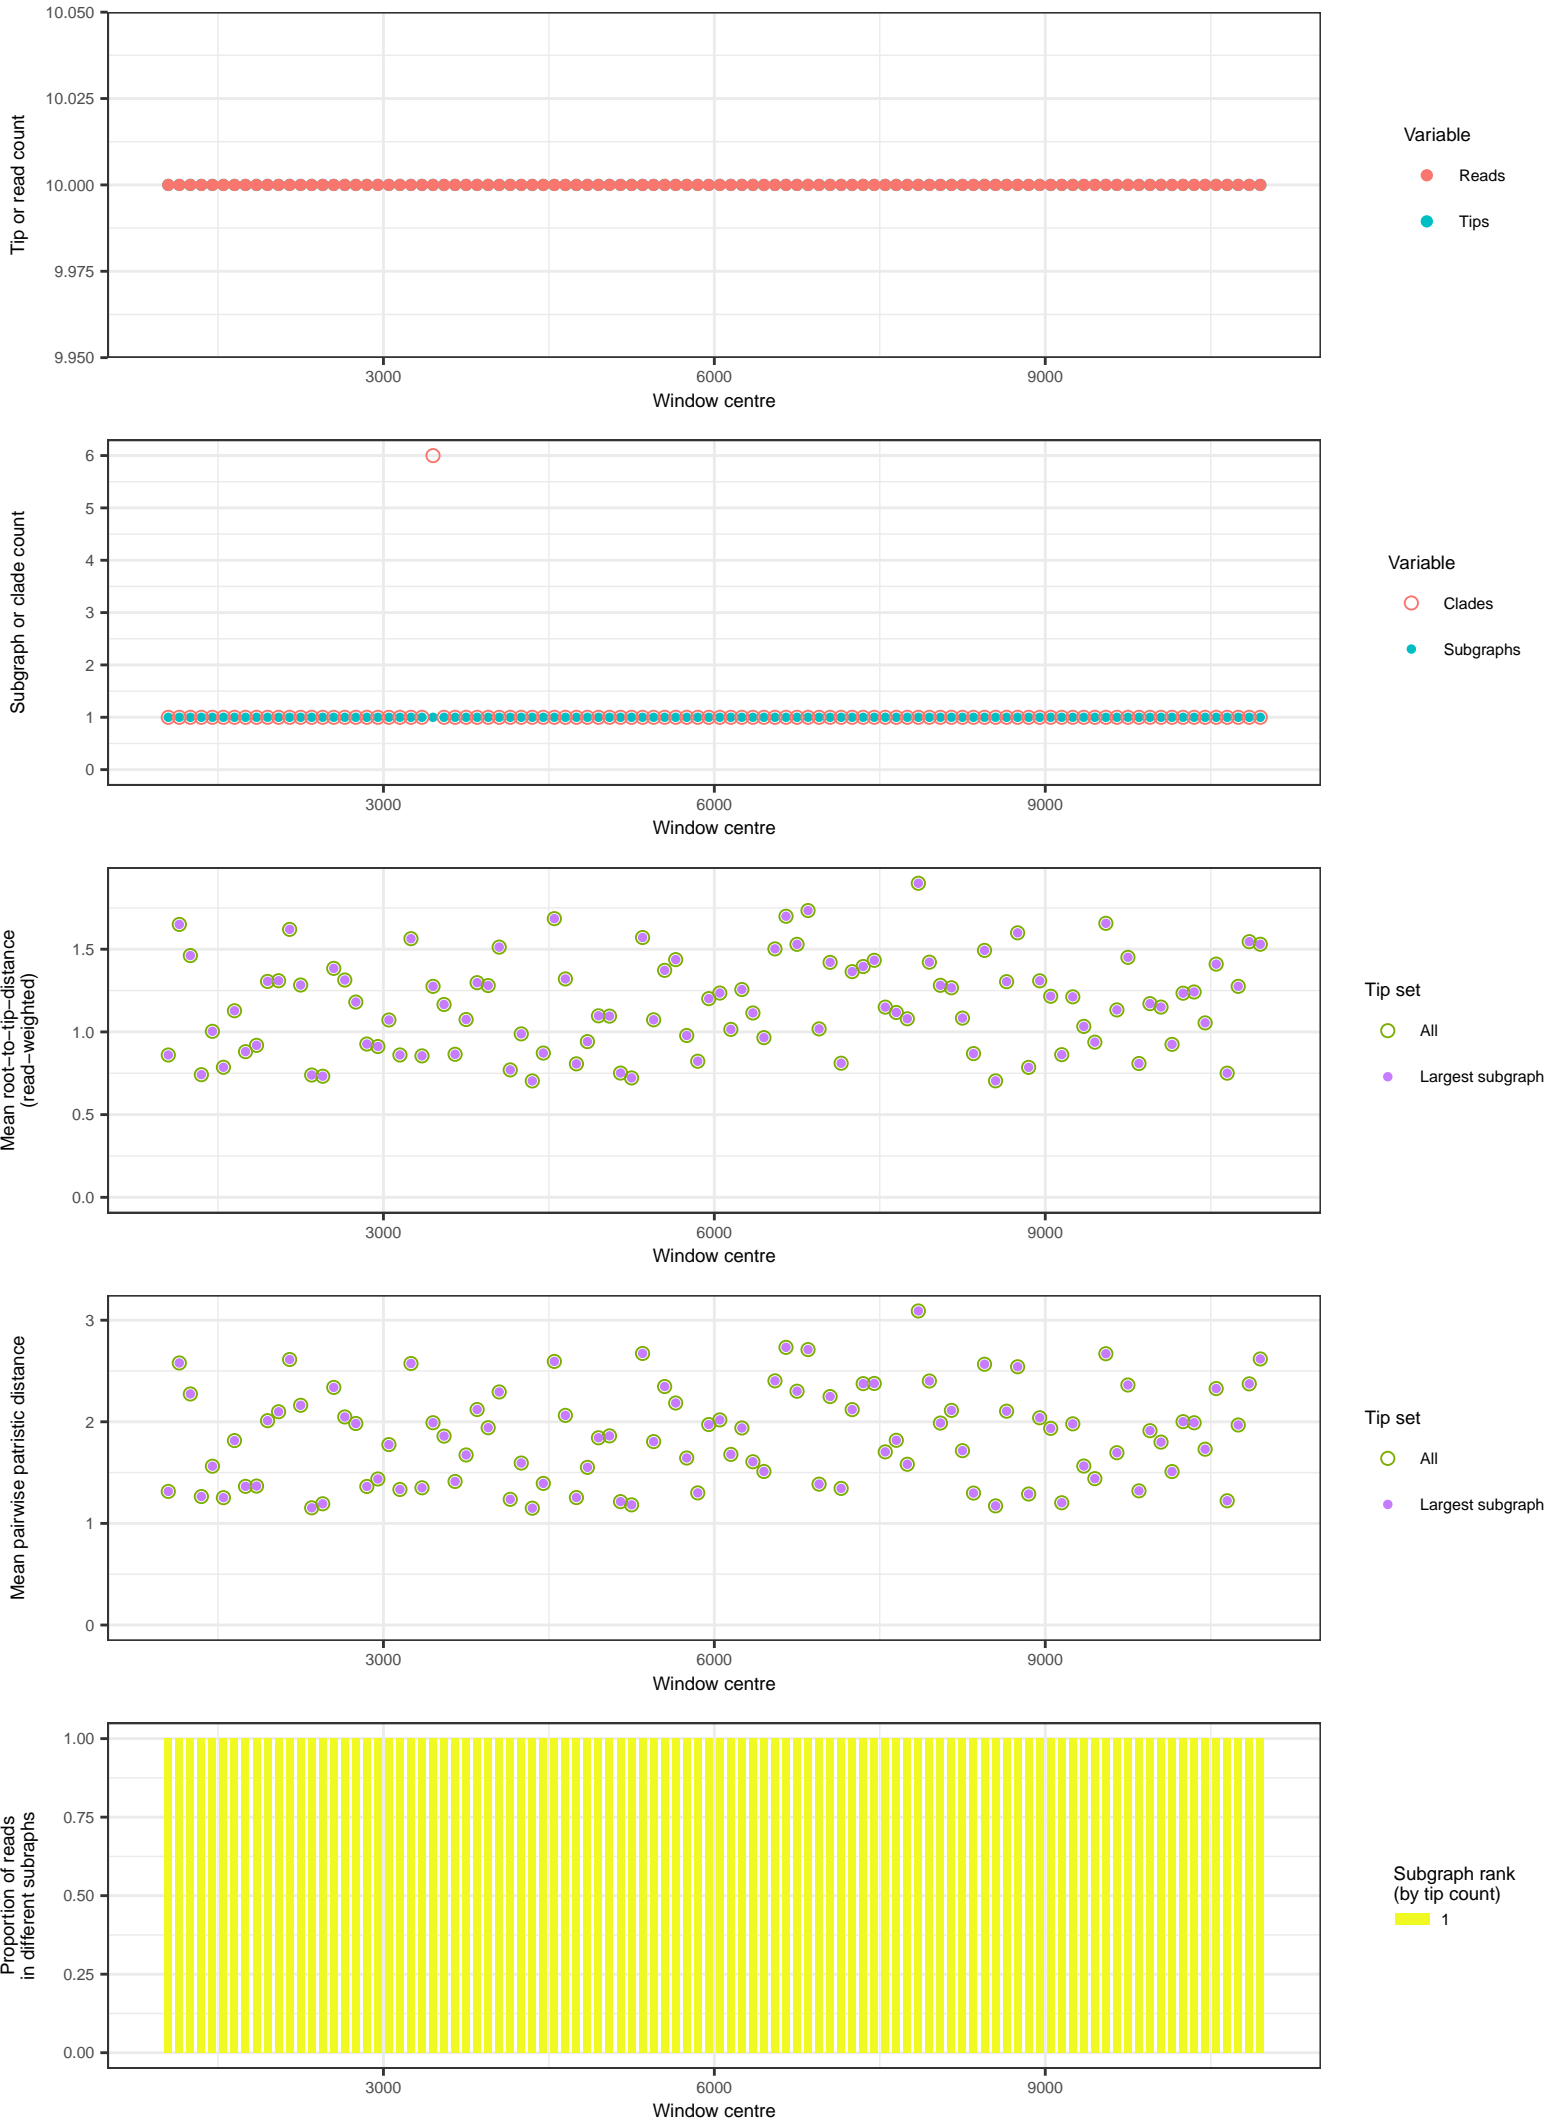 10.050
10.025
10.000
9.975
9.950
Tip or read count
3000
6000
9000
Window centre
Variable
Reads
Tips
6
5
4
3
2
1
0
Subgraph or clade count
3000
6000
9000
Window centre
Variable
Clades
Subgraphs
1.5
1.0
0.5
0.0
Mean root−to−tip−distance
(read−weighted)
3000
6000
9000
Window centre
Tip set
All
Largest subgraph
3
2
1
0
Mean pairwise patristic distance
3000
6000
9000
Window centre
Tip set
All
Largest subgraph
1.00
0.75
0.50
0.25
0.00
Proportion of reads
in different subraphs
3000
6000
9000
Window centre
Subgraph rank
(by tip count)
1